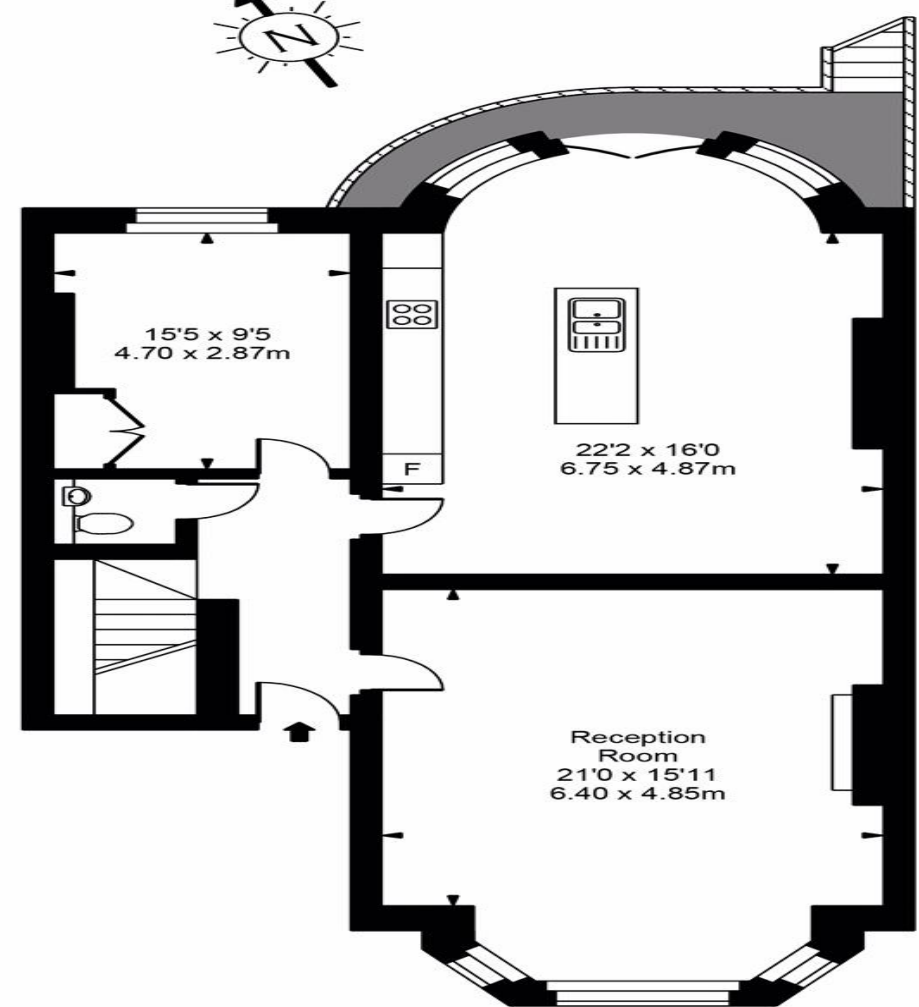 N
15'5 x 9'5
4.70 x 2.87m
22'2 x 16'0
6.75 x 4.87m
F
Reception
Room
21'0 x 15'11
6.40 x 4.85m